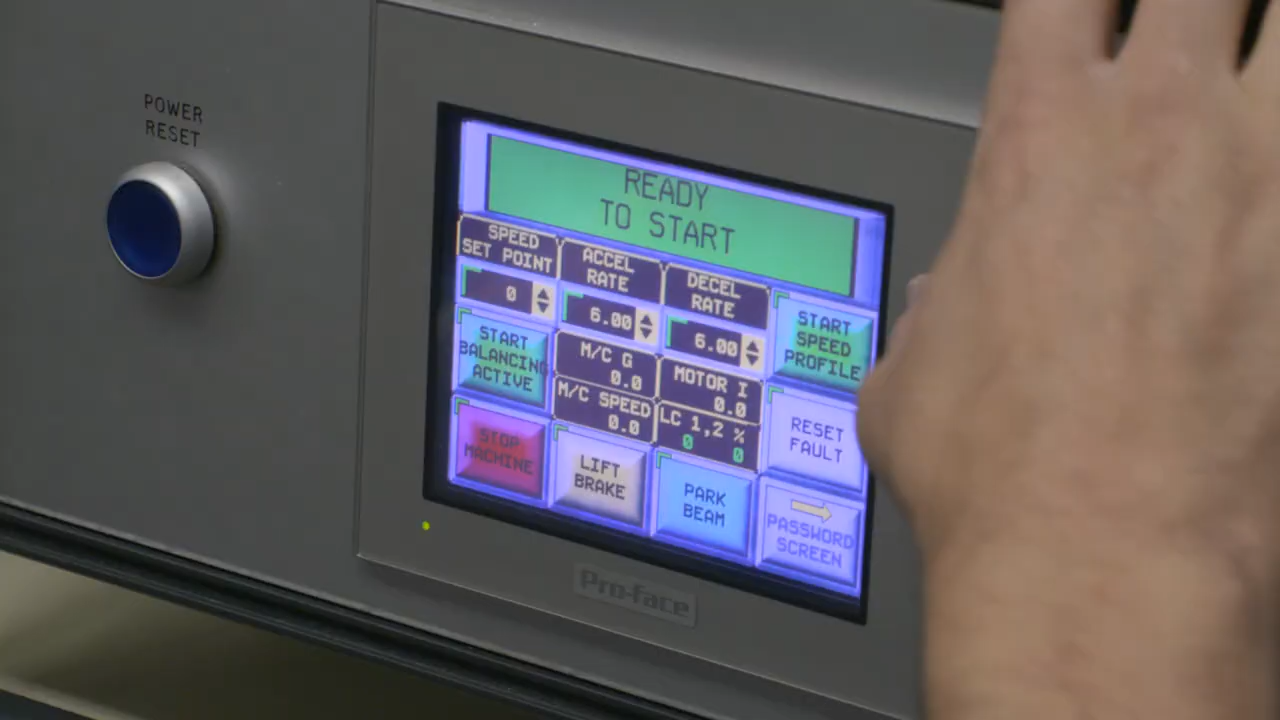 POWER
RESET
READY
TO START
SPEED
SET POINT
0
ACCEL
RATE
6.00
DECEL
RATE
6.00
START
SPEED
PROFILE
START
BALANCING
ACTIVE
M/C G
0.0
MOTOR I
0.0
M/C SPEED
0.0
LC 1,2 %
0 0
RESET
FAULT
STOP
MACHINE
LIFT
BRAKE
PARK
BEAM
PASSWORD
SCREEN
Pro-face